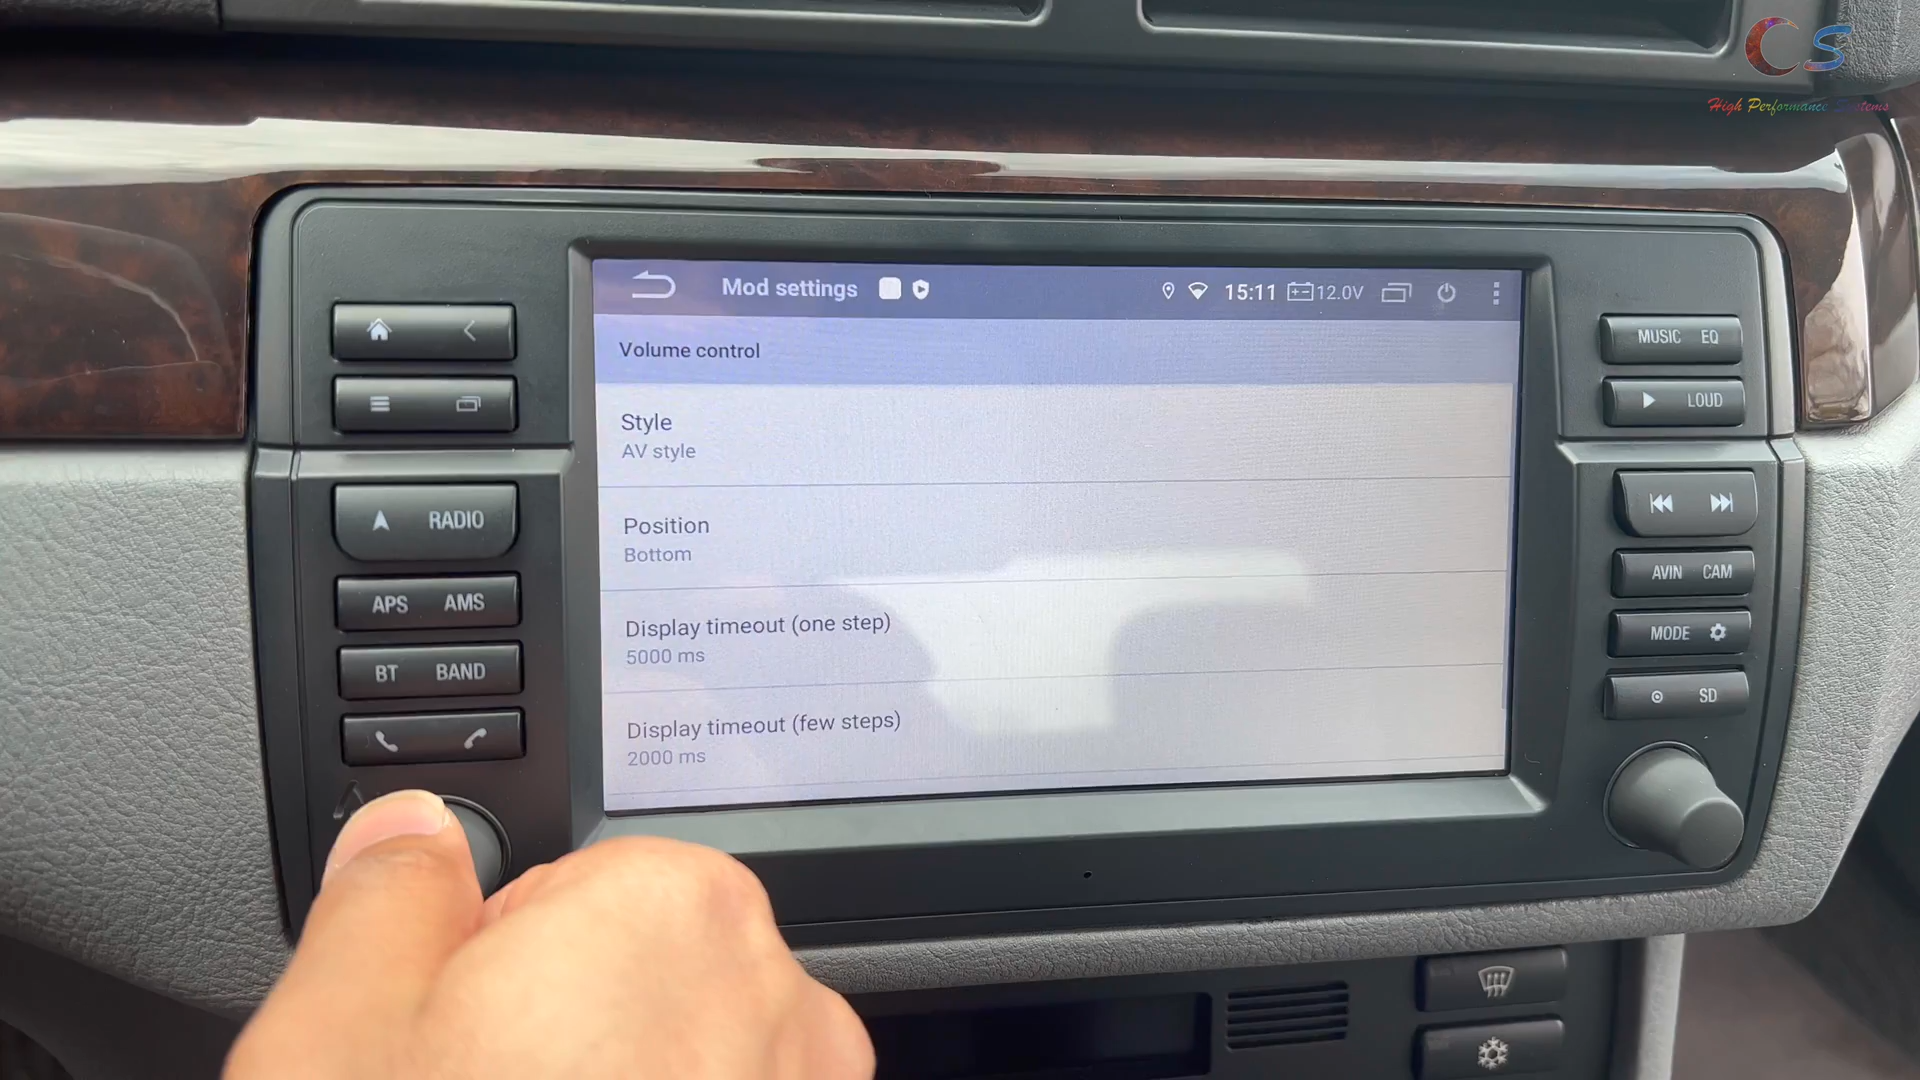 CS
High Performance Systems
Mod settings
15:11
12.0V
Volume control
Style
AV style
Position
Bottom
Display timeout (one step)
5000 ms
Display timeout (few steps)
2000 ms
RADIO
APS AMS
BT BAND
MUSIC EQ
LOUD
AVIN CAM
MODE
SD